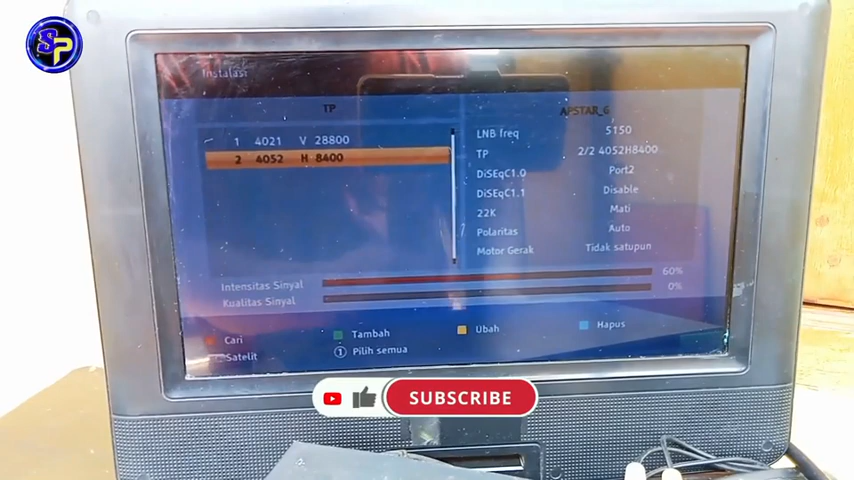 SP
Instalasi
TP
APSTAR_6
1 4021 V 28800
2 4052 H 8400
LNB freq 5150
TP 2/2 4052H8400
DiSEqC1.0 Port2
DiSEqC1.1 Disable
22K Mati
Polaritas Auto
Motor Gerak Tidak satupun
Intensitas Sinyal 60%
Kualitas Sinyal 0%
Cari
Tambah
Ubah
Hapus
Satelit
1 Pilih semua
SUBSCRIBE